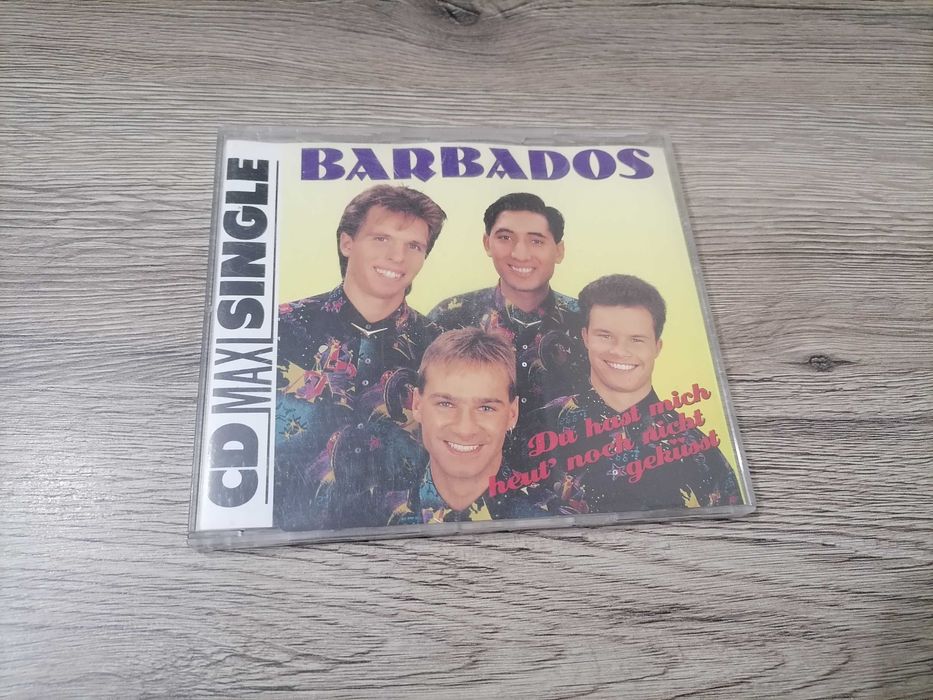 BARBADOS
CD MAXI SINGLE
Du hast mich
heut' noch nicht
geküsst